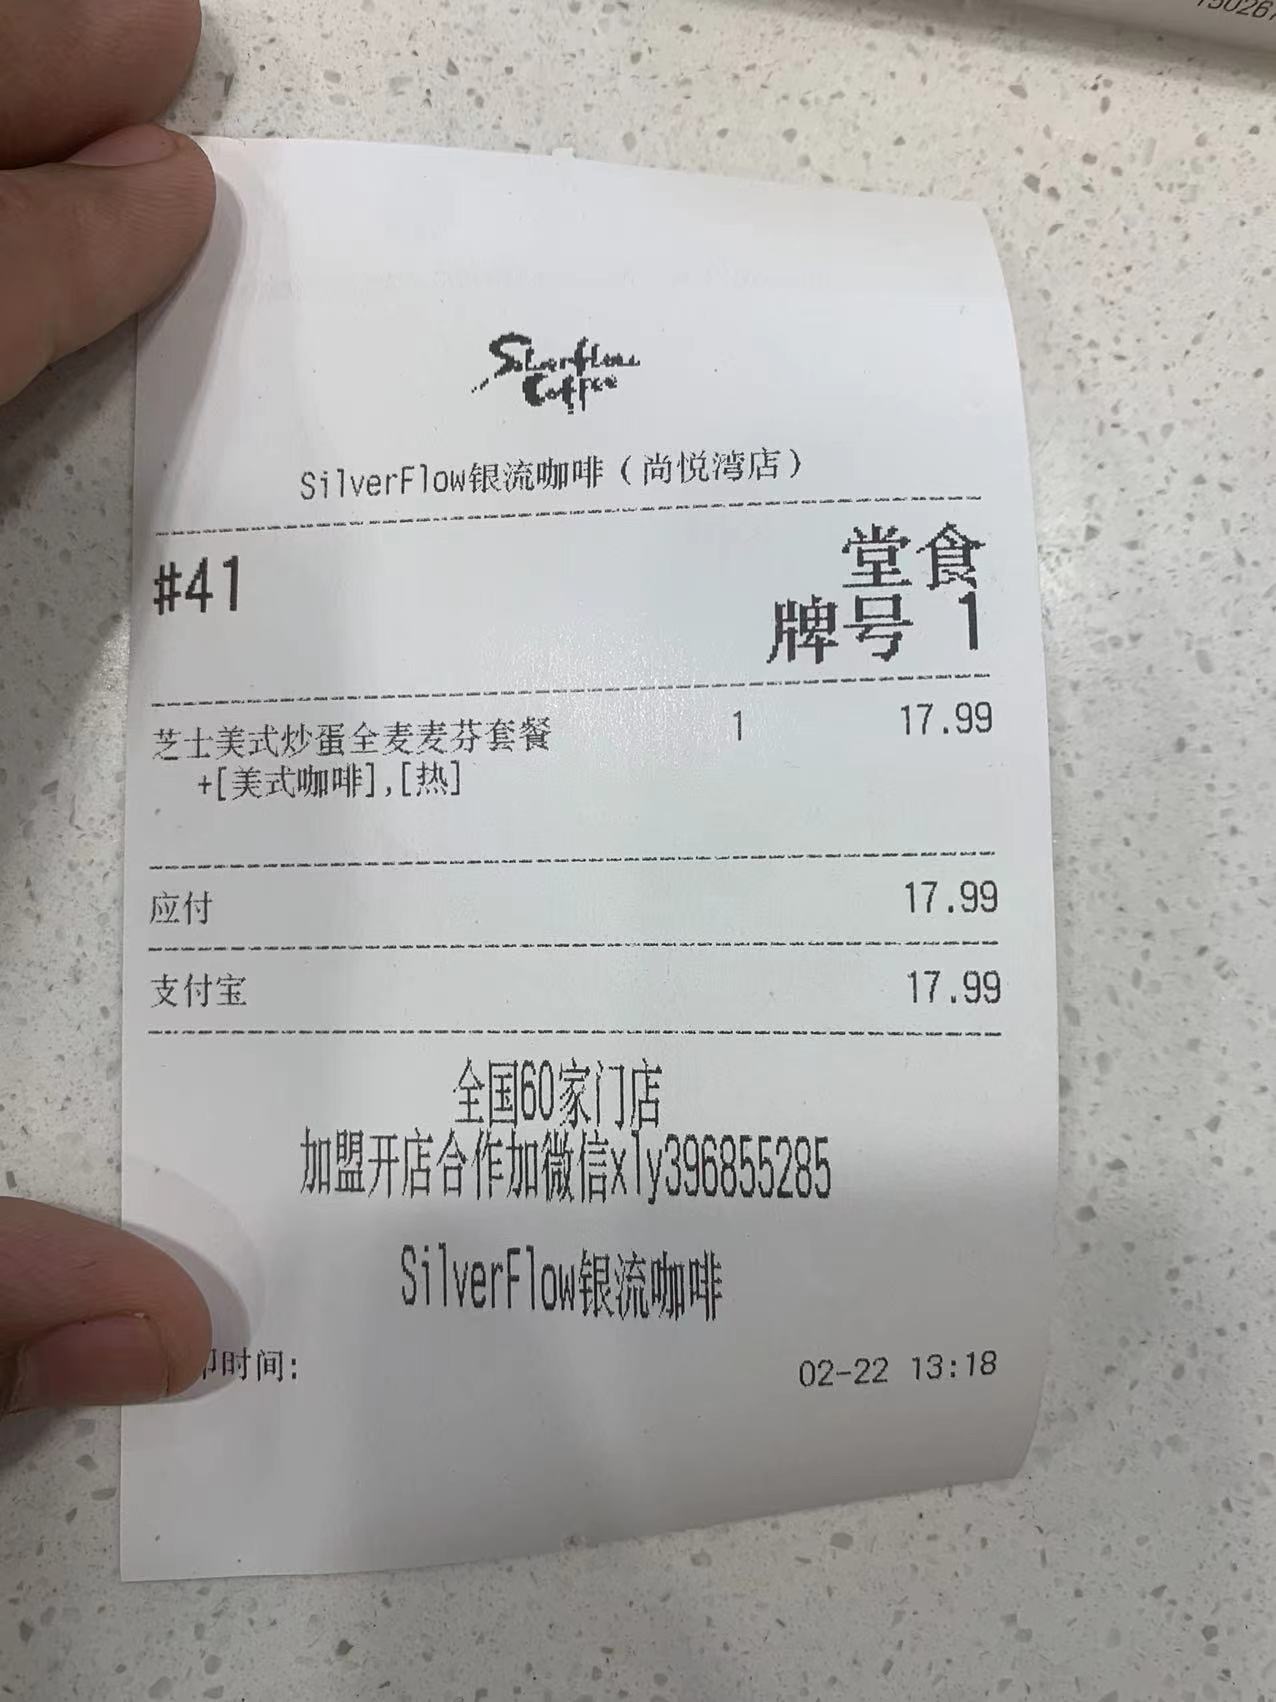 Silverflow
Coffee
SilverFlow银流咖啡（尚悦湾店）
#41
堂食
牌号 1
芝士美式炒蛋全麦麦芬套餐 1 17.99
+[美式咖啡],[热]
应付 17.99
支付宝 17.99
全国60家门店
加盟开店合作加微信xly396855285
SilverFlow银流咖啡
印时间: 02-22 13:18